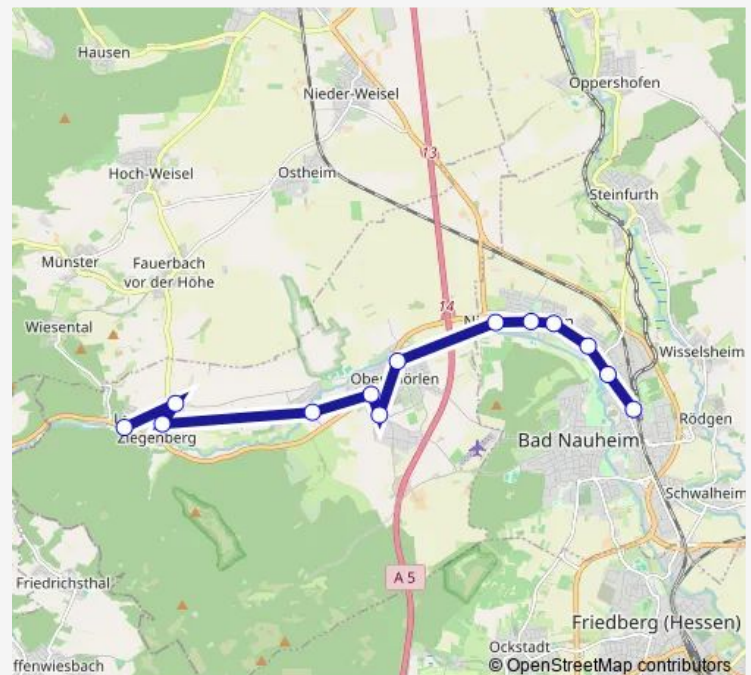 Hausen
Nieder-Weisel
Oppershofen
13
Hoch-Weisel
Ostheim
Steinfurth
Münster
Fauerbach
vor der Höhe
14
Wiesental
Wisselsheim
Ziegenberg
Bad Nauheim
Rödgen
Schwalheim
A 5
Friedrichsthal
Friedberg (Hessen)
Ockstadt
ffenwiesbach
© OpenStreetMap contributors